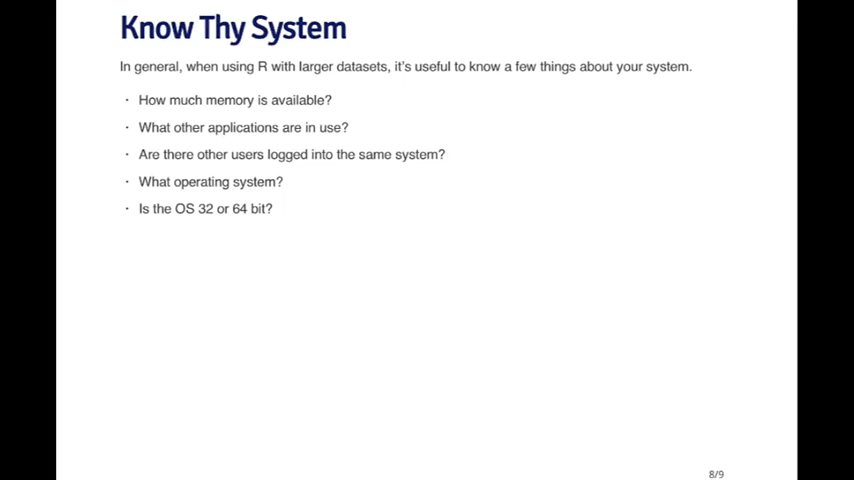 Know Thy System
In general, when using R with larger datasets, it's useful to know a few things about your system.
· How much memory is available?
· What other applications are in use?
· Are there other users logged into the same system?
· What operating system?
· Is the OS 32 or 64 bit?
8/9